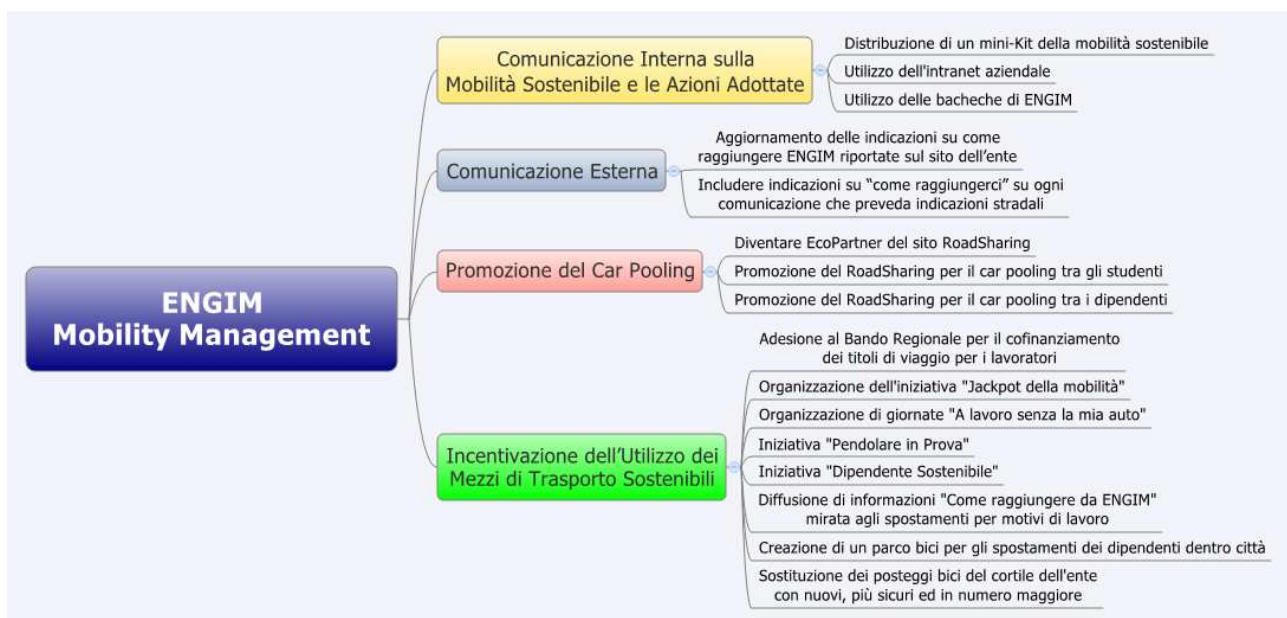 ENGIM
Mobility Management
Comunicazione Interna sulla
Mobilità Sostenibile e le Azioni Adottate
Distribuzione di un mini-Kit della mobilità sostenibile
Utilizzo dell'intranet aziendale
Utilizzo delle bacheche di ENGIM
Comunicazione Esterna
Aggiornamento delle indicazioni su come
raggiungere ENGIM riportate sul sito dell’ente
Includere indicazioni su “come raggiungerci” su ogni
comunicazione che preveda indicazioni stradali
Promozione del Car Pooling
Diventare EcoPartner del sito RoadSharing
Promozione del RoadSharing per il car pooling tra gli studenti
Promozione del RoadSharing per il car pooling tra i dipendenti
Incentivazione dell’Utilizzo dei
Mezzi di Trasporto Sostenibili
Adesione al Bando Regionale per il cofinanziamento
dei titoli di viaggio per i lavoratori
Organizzazione dell'iniziativa "Jackpot della mobilità"
Organizzazione di giornate "A lavoro senza la mia auto"
Iniziativa "Pendolare in Prova"
Iniziativa "Dipendente Sostenibile"
Diffusione di informazioni "Come raggiungere da ENGIM"
mirata agli spostamenti per motivi di lavoro
Creazione di un parco bici per gli spostamenti dei dipendenti dentro città
Sostituzione dei posteggi bici del cortile dell'ente
con nuovi, più sicuri ed in numero maggiore